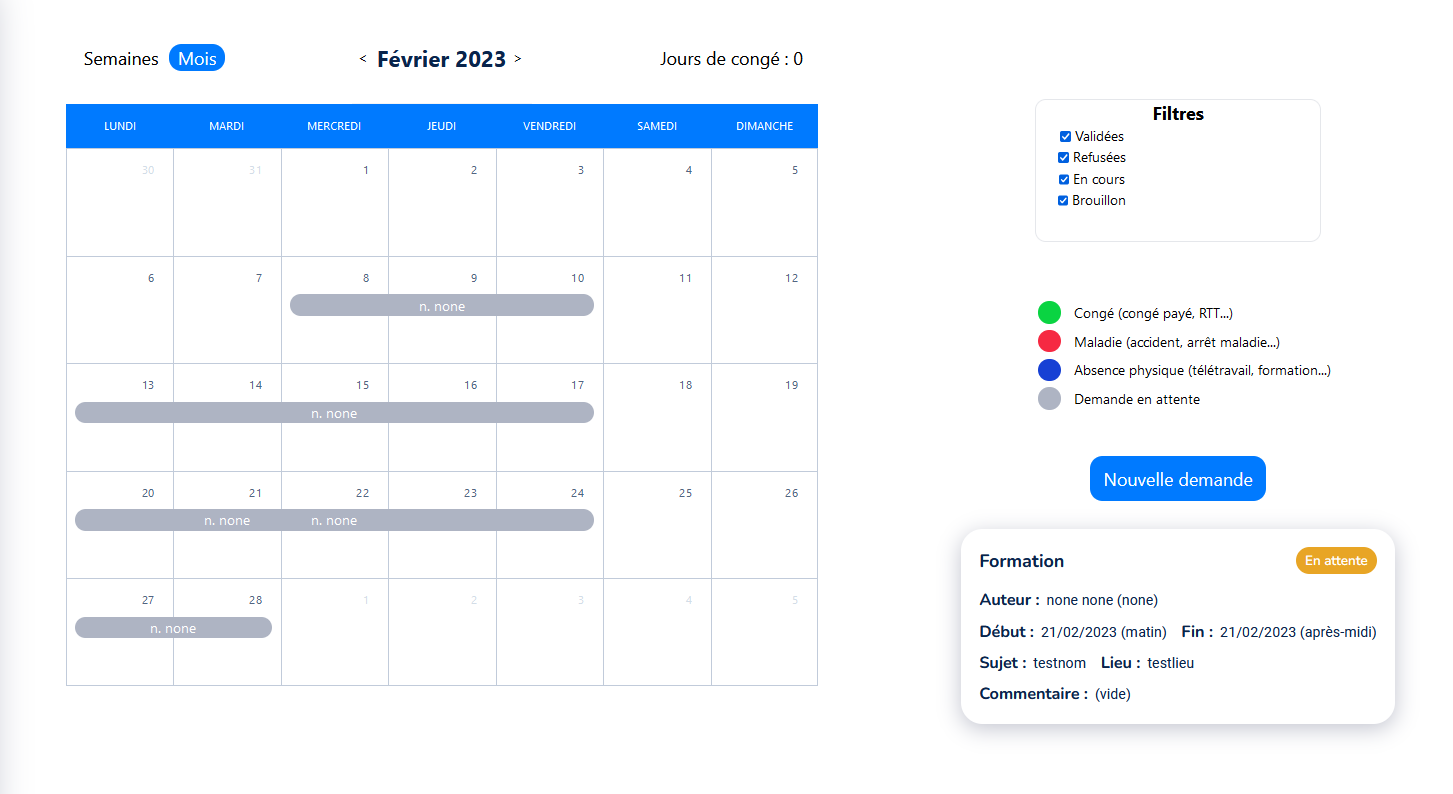 Semaines Mois < Février 2023 > Jours de congé : 0
LUNDI MARDI MERCREDI JEUDI VENDREDI SAMEDI DIMANCHE
30 31 1 2 3 4 5
6 7 8 9 10 11 12
n. none
13 14 15 16 17 18 19
n. none
20 21 22 23 24 25 26
n. none n. none
27 28 1 2 3 4 5
n. none
Filtres
Validées
Refusées
En cours
Brouillon
Congé (congé payé, RTT...)
Maladie (accident, arrêt maladie...)
Absence physique (télétravail, formation...)
Demande en attente
Nouvelle demande
Formation En attente
Auteur : none none (none)
Début : 21/02/2023 (matin) Fin : 21/02/2023 (après-midi)
Sujet : testnom Lieu : testlieu
Commentaire : (vide)